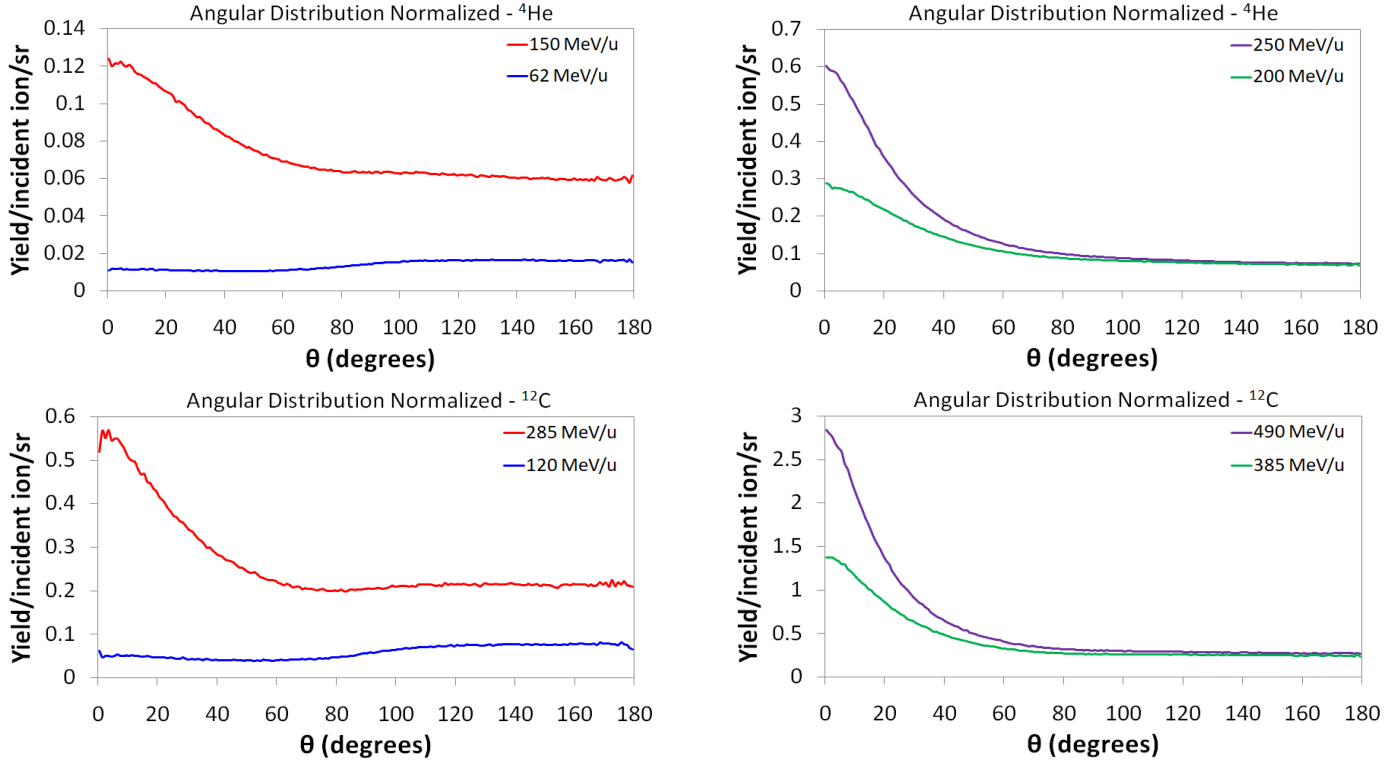 Angular Distribution Normalized - ⁴He
Yield/incident ion/sr
0.14
0.12
0.1
0.08
0.06
0.04
0.02
0
150 MeV/u
62 MeV/u
0 20 40 60 80 100 120 140 160 180
θ (degrees)
Angular Distribution Normalized - ⁴He
Yield/incident ion/sr
0.7
0.6
0.5
0.4
0.3
0.2
0.1
0
250 MeV/u
200 MeV/u
0 20 40 60 80 100 120 140 160 180
θ (degrees)
Angular Distribution Normalized - ¹²C
Yield/incident ion/sr
0.6
0.5
0.4
0.3
0.2
0.1
0
285 MeV/u
120 MeV/u
0 20 40 60 80 100 120 140 160 180
θ (degrees)
Angular Distribution Normalized - ¹²C
Yield/incident ion/sr
3
2.5
2
1.5
1
0.5
0
490 MeV/u
385 MeV/u
0 20 40 60 80 100 120 140 160 180
θ (degrees)